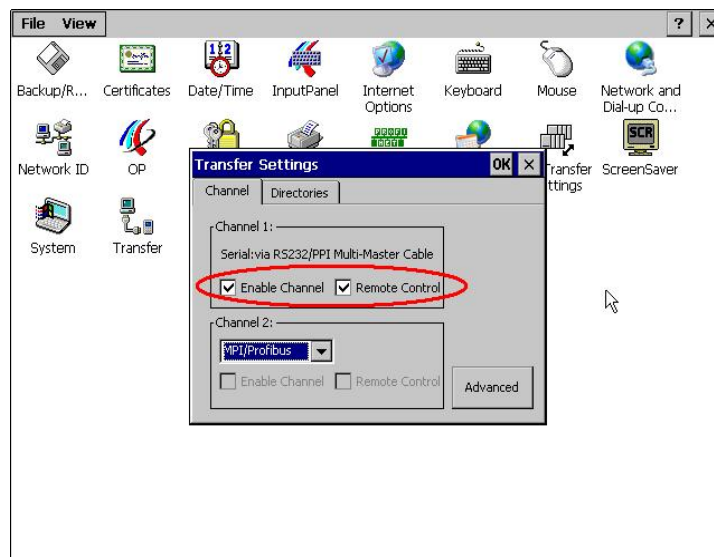 File View ? ×
Backup/R... Certificates Date/Time InputPanel Internet Options Keyboard Mouse Network and Dial-up Co...
Network ID OP Transfer ttings ScreenSaver
SCR
System Transfer
Transfer Settings OK ×
Channel Directories
Channel 1:
Serial:via RS232/PPI Multi-Master Cable
Enable Channel Remote Control
Channel 2:
MPI/Profibus
Enable Channel Remote Control
Advanced